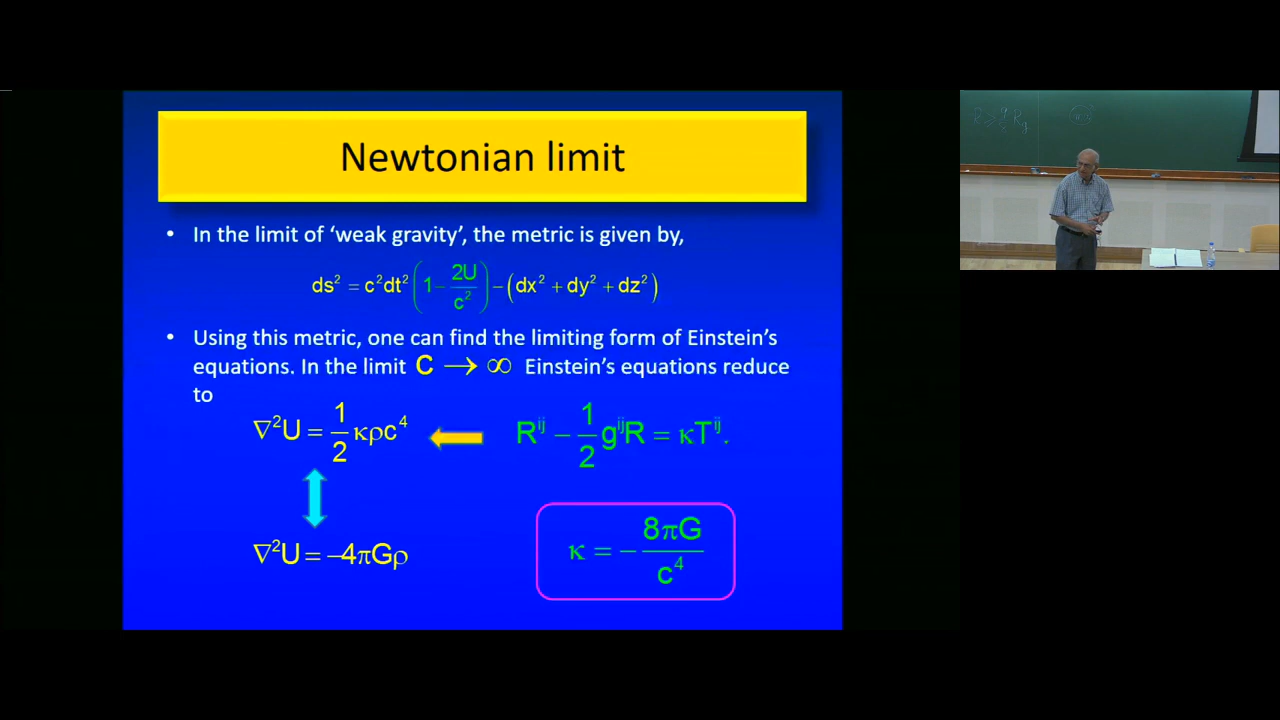 Newtonian limit
• In the limit of ‘weak gravity’, the metric is given by,
ds² = c²dt² (1 − 2U/c²) − (dx² + dy² + dz²)
• Using this metric, one can find the limiting form of Einstein’s
equations. In the limit C → ∞ Einstein’s equations reduce
to
∇²U = 1/2 κρc⁴ R^ij − 1/2 g^ij R = κT^ij.
∇²U = −4πGρ κ = − 8πG/c⁴